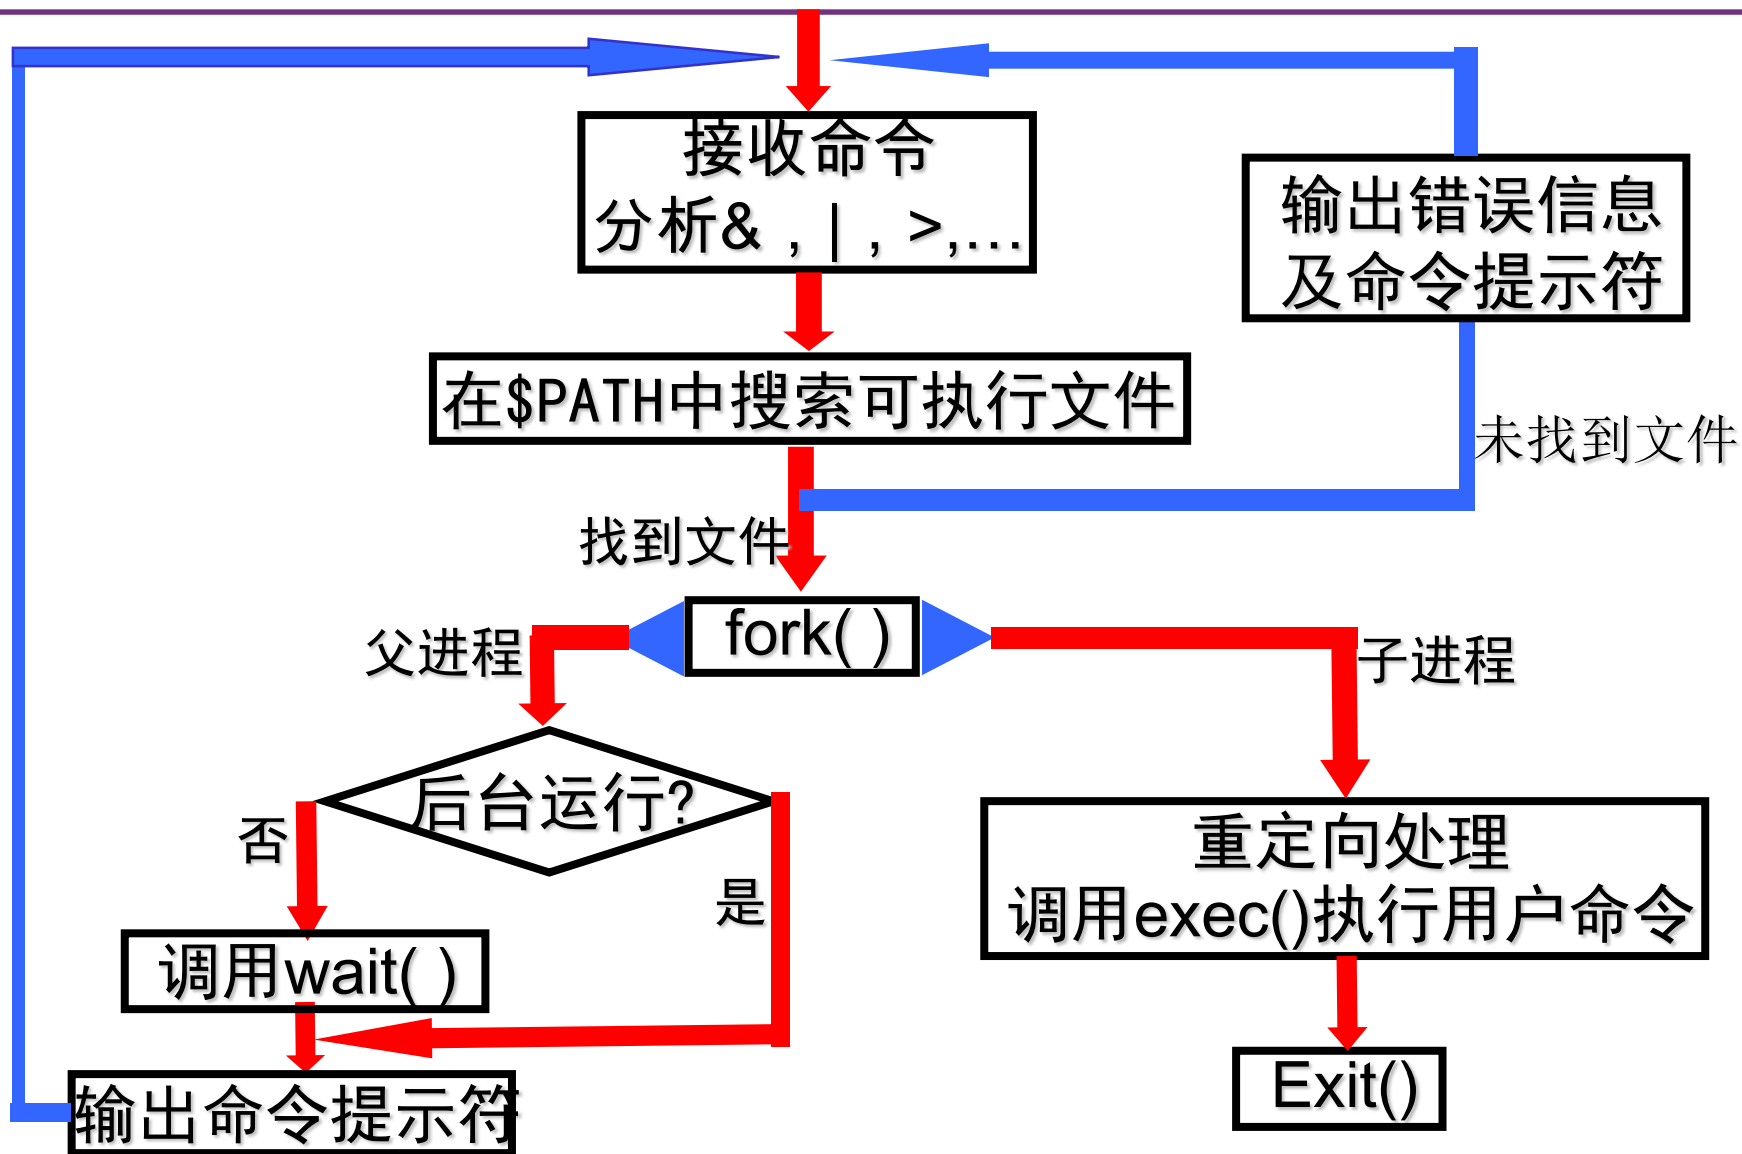 接收命令
分析& , | , >,...
输出错误信息
及命令提示符
在$PATH中搜索可执行文件
未找到文件
找到文件
fork( )
父进程
子进程
后台运行?
否
是
重定向处理
调用exec()执行用户命令
调用wait( )
Exit()
输出命令提示符